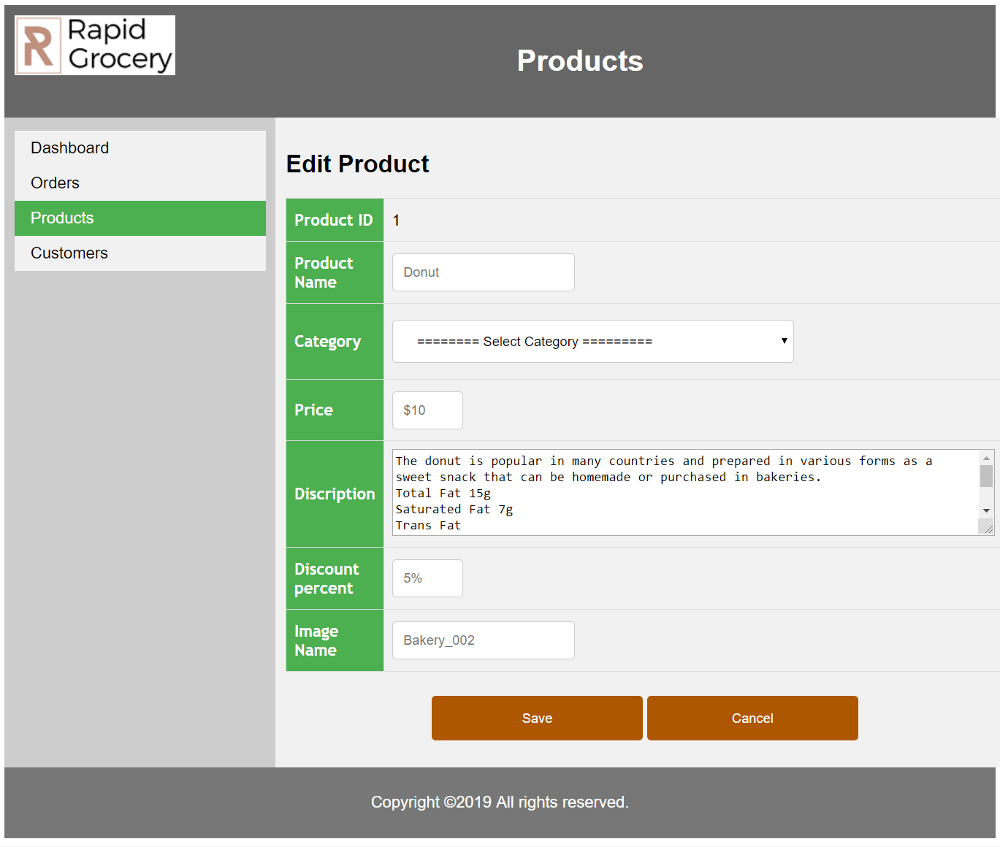 Rapid
Grocery
Products
Dashboard
Orders
Products
Customers
Edit Product
Product ID
1
Product
Name
Donut
Category
======== Select Category =========
Price
$10
Discription
The donut is popular in many countries and prepared in various forms as a
sweet snack that can be homemade or purchased in bakeries.
Total Fat 15g
Saturated Fat 7g
Trans Fat
Discount
percent
5%
Image
Name
Bakery_002
Save
Cancel
Copyright ©2019 All rights reserved.